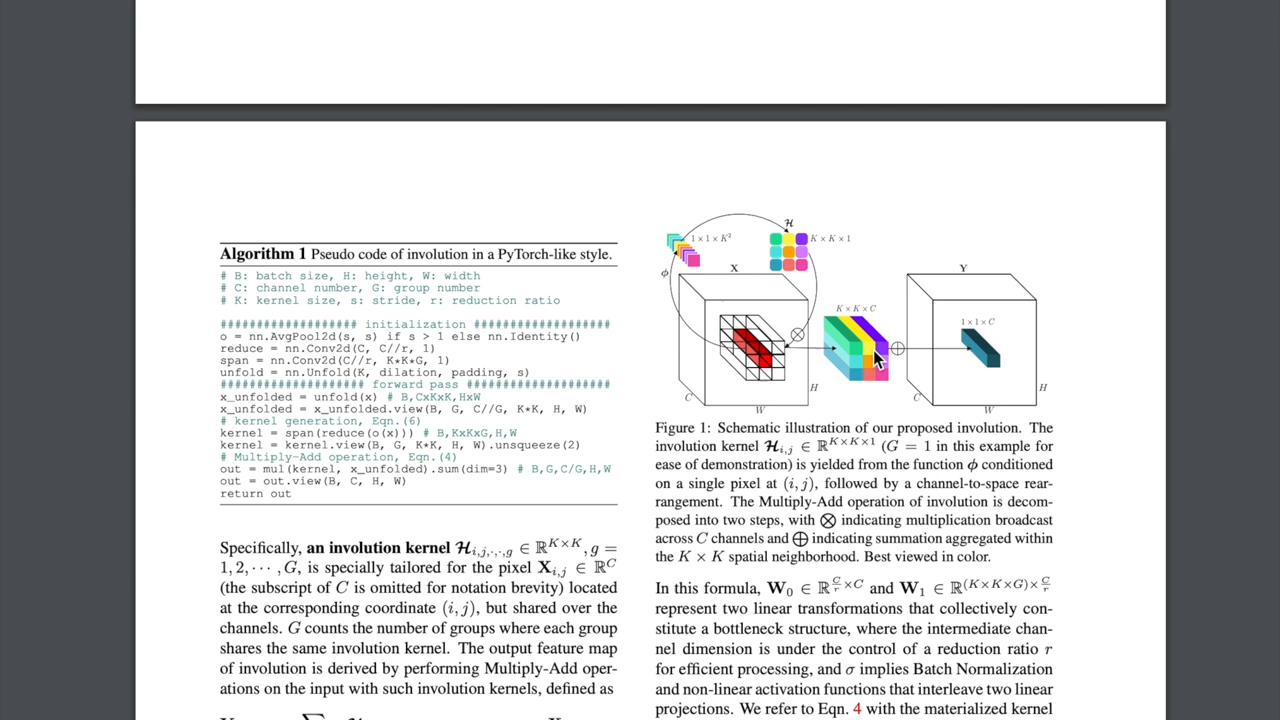 Algorithm 1 Pseudo code of involution in a PyTorch-like style.
# B: batch size, H: height, W: width
# C: channel number, G: group number
# K: kernel size, s: stride, r: reduction ratio
################### initialization ###################
o = nn.AvgPool2d(s, s) if s > 1 else nn.Identity()
reduce = nn.Conv2d(C, C//r, 1)
span = nn.Conv2d(C//r, K*K*G, 1)
unfold = nn.Unfold(K, dilation, padding, s)
#################### forward pass ####################
x_unfolded = unfold(x) # B,CxKxK,HxW
x_unfolded = x_unfolded.view(B, G, C//G, K*K, H, W)
# kernel generation, Eqn.(6)
kernel = span(reduce(o(x))) # B,KxKxG,H,W
kernel = kernel.view(B, G, K*K, H, W).unsqueeze(2)
# Multiply-Add operation, Eqn.(4)
out = mul(kernel, x_unfolded).sum(dim=3) # B,G,C/G,H,W
out = out.view(B, C, H, W)
return out
Specifically, an involution kernel 𝓗i,j,·,·,g ∈ ℝ^{K×K}, g =
1, 2, ··· , G, is specially tailored for the pixel X_{i,j} ∈ ℝ^C
(the subscript of C is omitted for notation brevity) located
at the corresponding coordinate (i, j), but shared over the
channels. G counts the number of groups where each group
shares the same involution kernel. The output feature map
of involution is derived by performing Multiply-Add oper-
ations on the input with such involution kernels, defined as
𝓗
1×1×K²
K×K×1
ϕ
X
Y
K×K×C
1×1×C
⊗
⊕
H
H
C
C
W
W
Figure 1: Schematic illustration of our proposed involution. The
involution kernel 𝓗_{i,j} ∈ ℝ^{K×K×1} (G = 1 in this example for
ease of demonstration) is yielded from the function ϕ conditioned
on a single pixel at (i, j), followed by a channel-to-space rear-
rangement. The Multiply-Add operation of involution is decom-
posed into two steps, with ⊗ indicating multiplication broadcast
across C channels and ⊕ indicating summation aggregated within
the K × K spatial neighborhood. Best viewed in color.
In this formula, W₀ ∈ ℝ^{C/r×C} and W₁ ∈ ℝ^{(K×K×G)×C/r}
represent two linear transformations that collectively con-
stitute a bottleneck structure, where the intermediate chan-
nel dimension is under the control of a reduction ratio r
for efficient processing, and σ implies Batch Normalization
and non-linear activation functions that interleave two linear
projections. We refer to Eqn. 4 with the materialized kernel